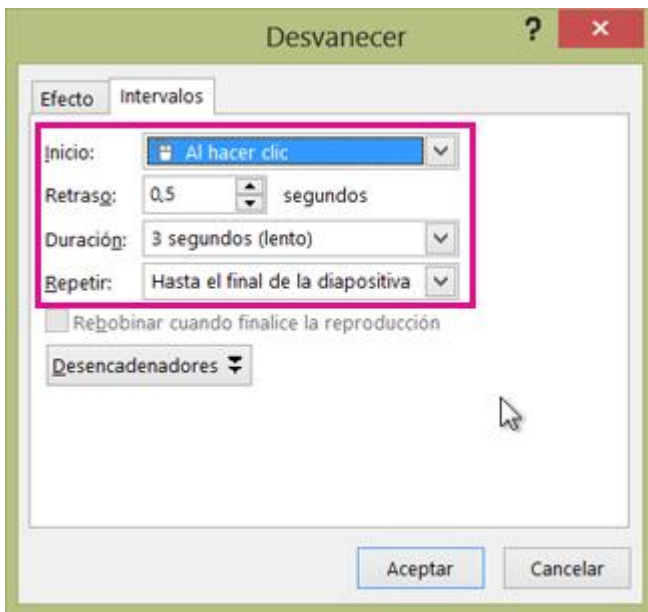 Desvanecer ? ×
Efecto Intervalos
Inicio: Al hacer clic
Retraso: 0,5 segundos
Duración: 3 segundos (lento)
Repetir: Hasta el final de la diapositiva
Rebobinar cuando finalice la reproducción
Desencadenadores
Aceptar Cancelar